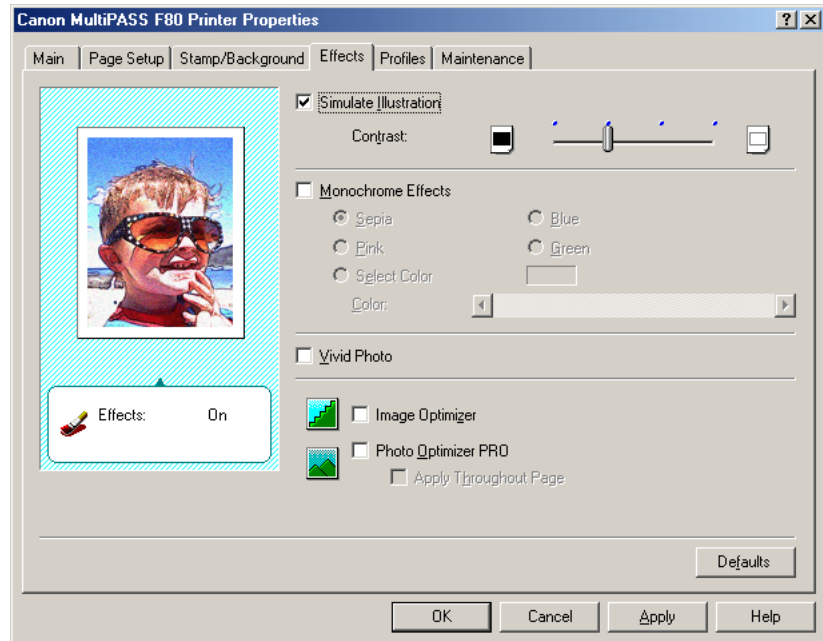 Canon MultiPASS F80 Printer Properties
Main Page Setup Stamp/Background Effects Profiles Maintenance
Simulate Illustration
Contrast:
Monochrome Effects
Sepia Blue
Pink Green
Select Color
Color:
Vivid Photo
Effects: On
Image Optimizer
Photo Optimizer PRO
Apply Throughout Page
Defaults
OK Cancel Apply Help